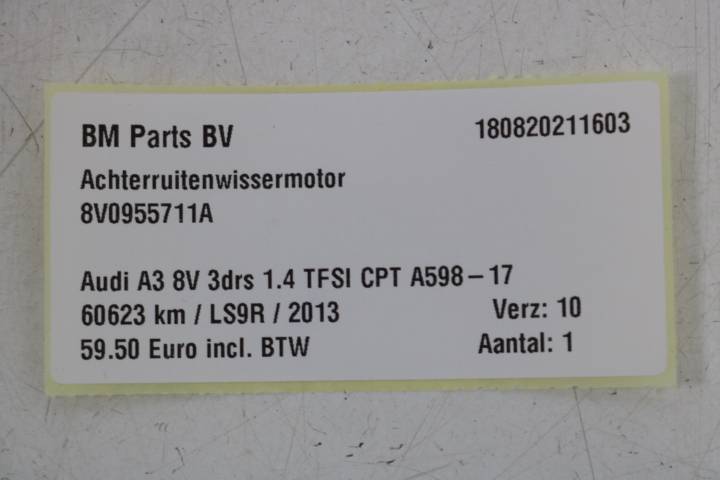 BM Parts BV 180820211603
Achterruitenwissermotor
8V0955711A
Audi A3 8V 3drs 1.4 TFSI CPT A598-17
60623 km / LS9R / 2013 Verz: 10
59.50 Euro incl. BTW Aantal: 1